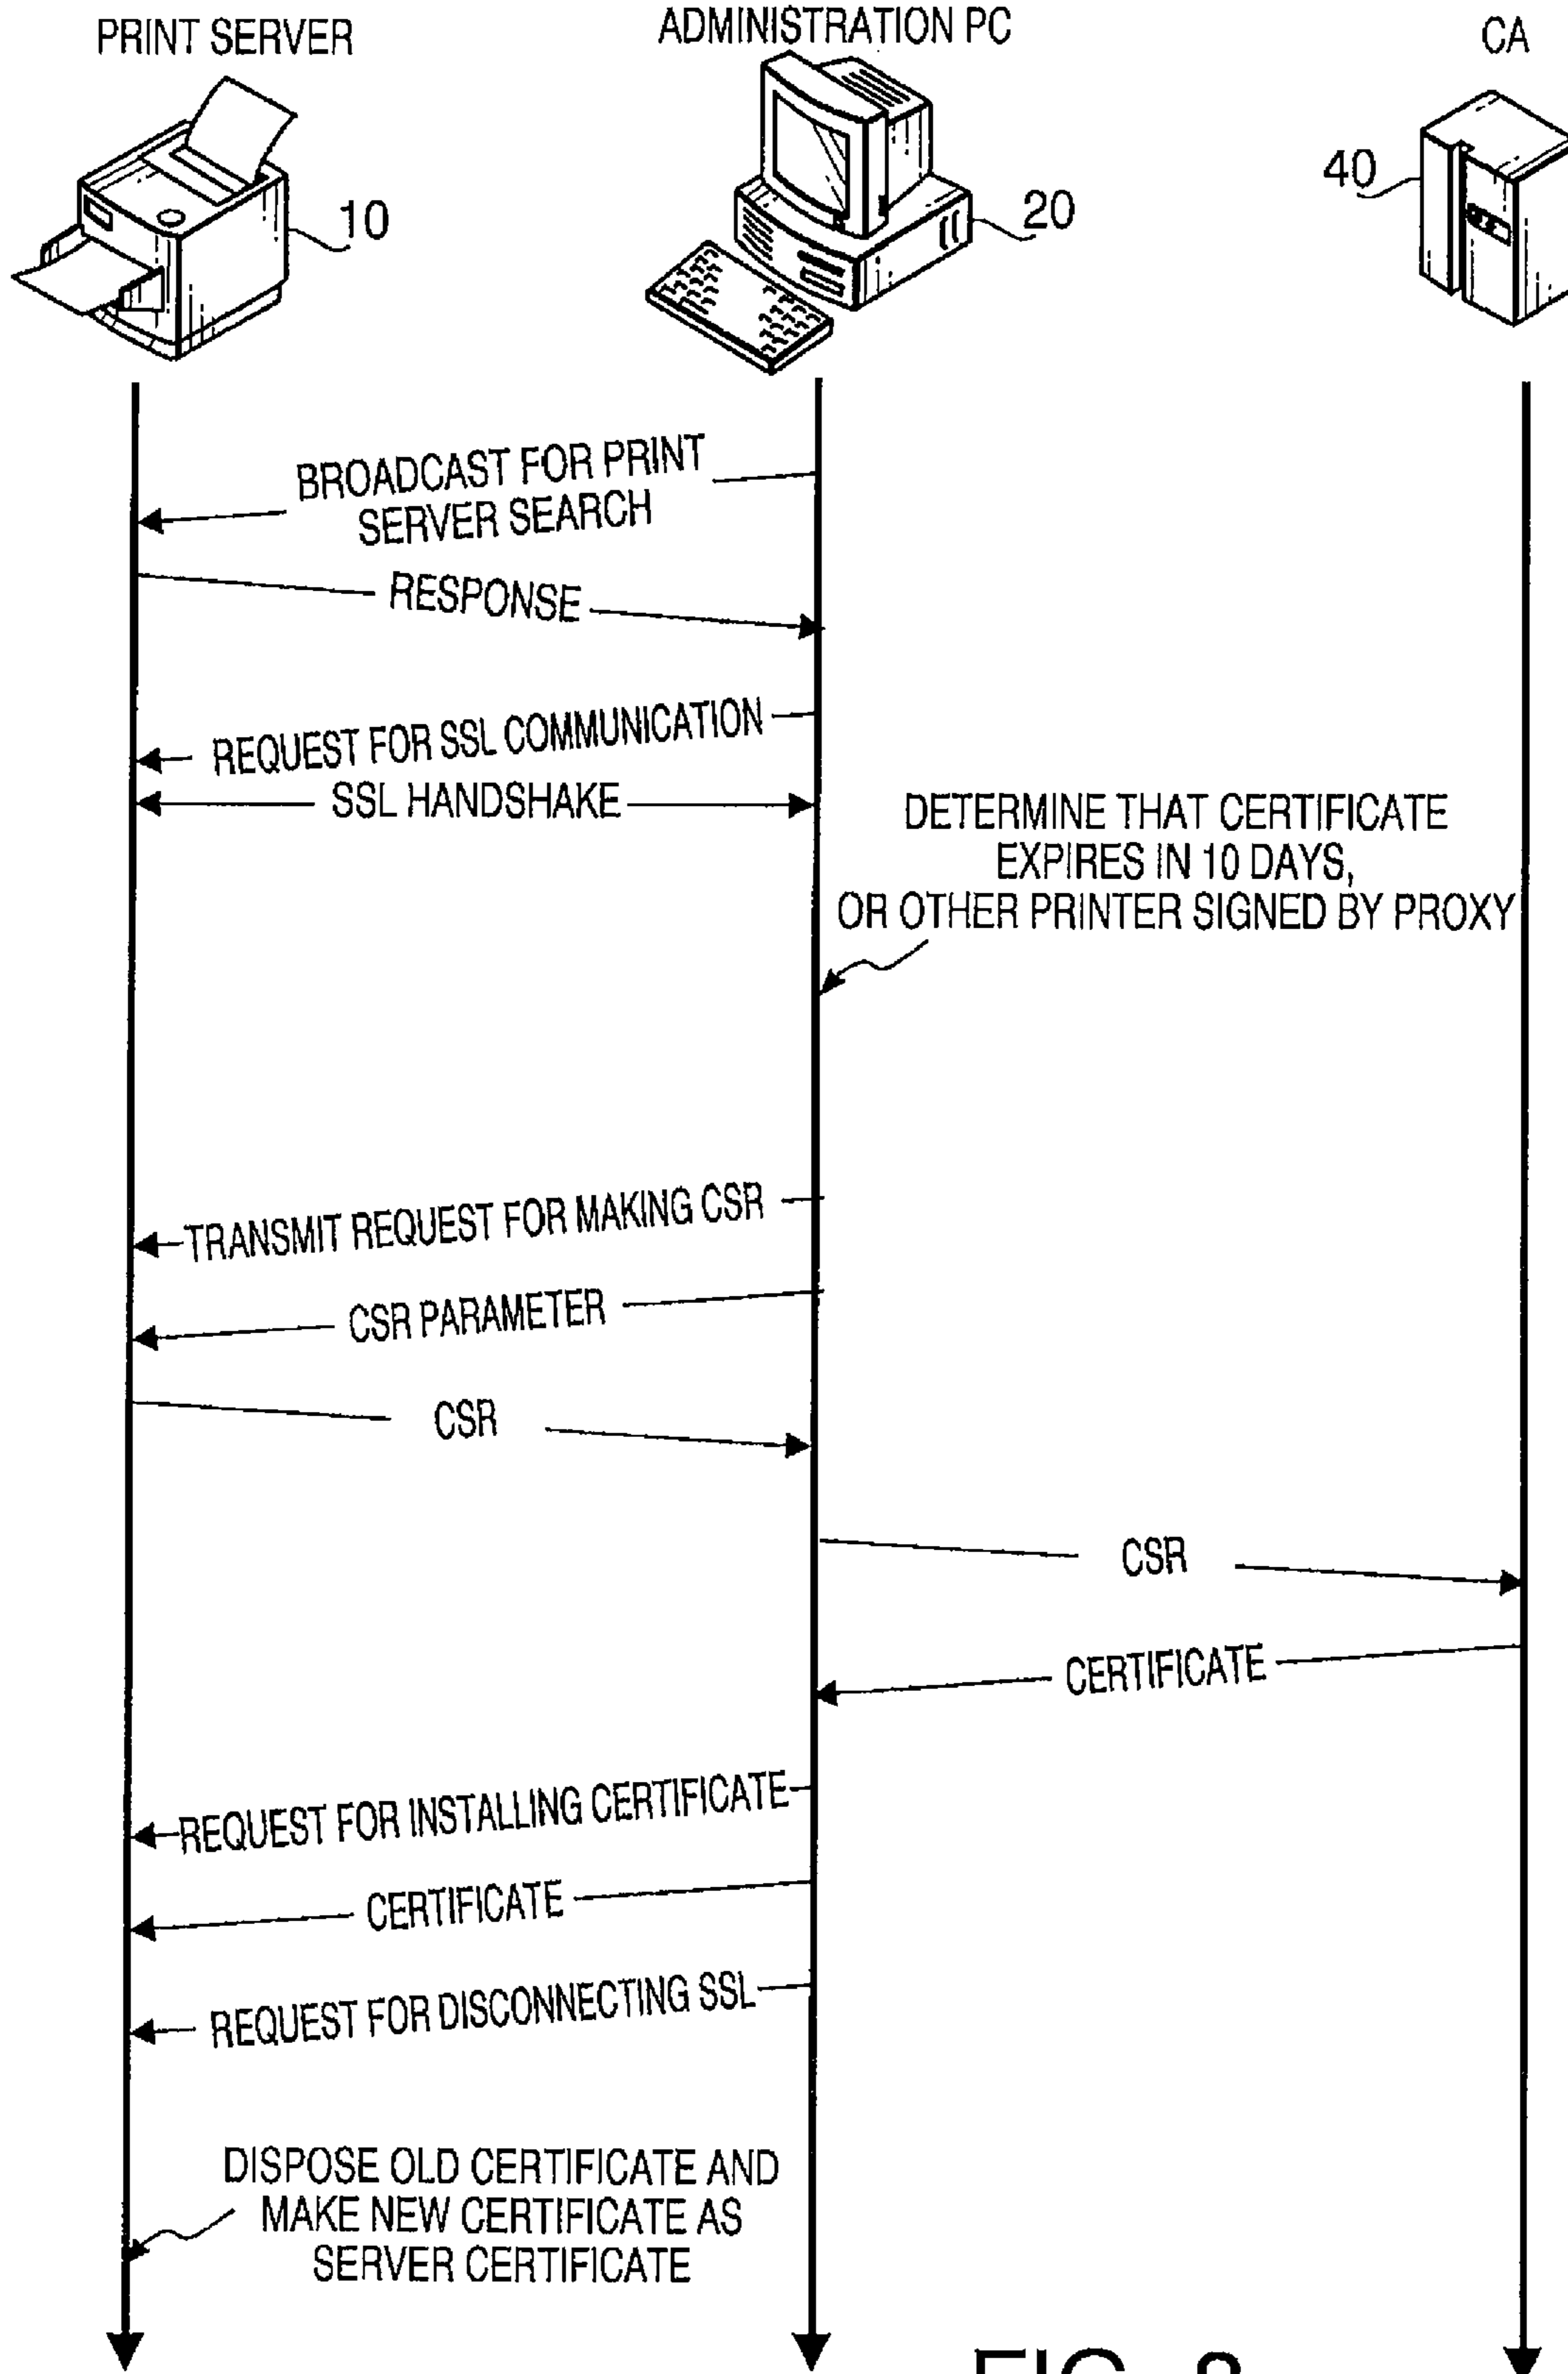 PRINT SERVER
ADMINISTRATION PC
CA
10
20
40
BROADCAST FOR PRINT
SERVER SEARCH
RESPONSE
REQUEST FOR SSL COMMUNICATION
SSL HANDSHAKE
DETERMINE THAT CERTIFICATE
EXPIRES IN 10 DAYS,
OR OTHER PRINTER SIGNED BY PROXY
TRANSMIT REQUEST FOR MAKING CSR
CSR PARAMETER
CSR
CSR
CERTIFICATE
REQUEST FOR INSTALLING CERTIFICATE
CERTIFICATE
REQUEST FOR DISCONNECTING SSL
DISPOSE OLD CERTIFICATE AND
MAKE NEW CERTIFICATE AS
SERVER CERTIFICATE
FIG.